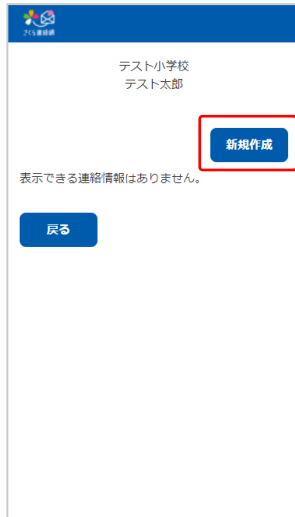 さくら連絡網
テスト小学校
テスト太郎
新規作成
表示できる連絡情報はありません。
戻る